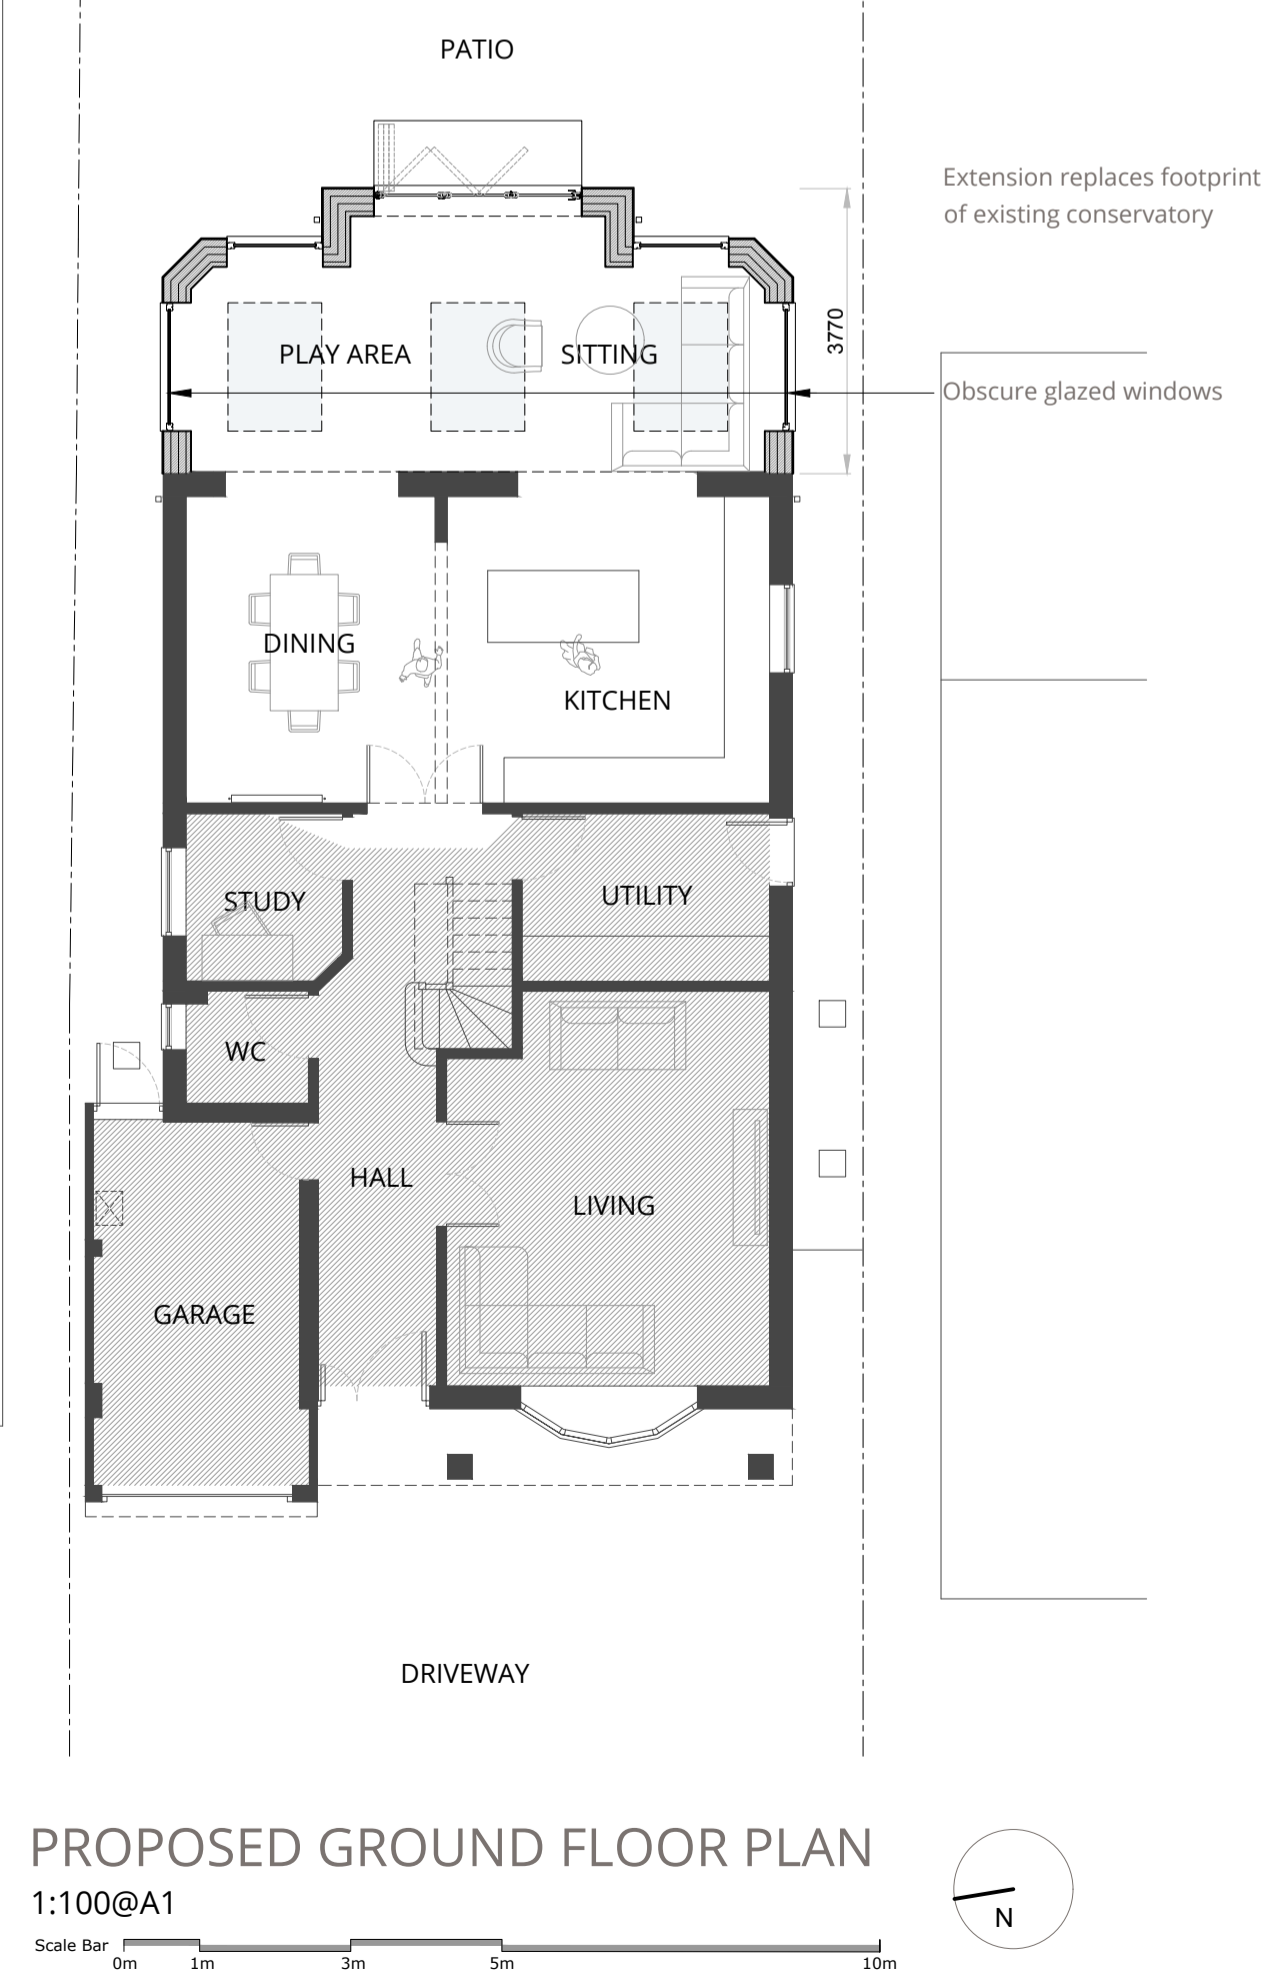 PATIO
Extension replaces footprint
of existing conservatory
3770
PLAY AREA
SITTING
Obscure glazed windows
DINING
KITCHEN
STUDY
UTILITY
WC
HALL
LIVING
GARAGE
DRIVEWAY
PROPOSED GROUND FLOOR PLAN
1:100@A1
N
Scale Bar
0m 1m 3m 5m 10m